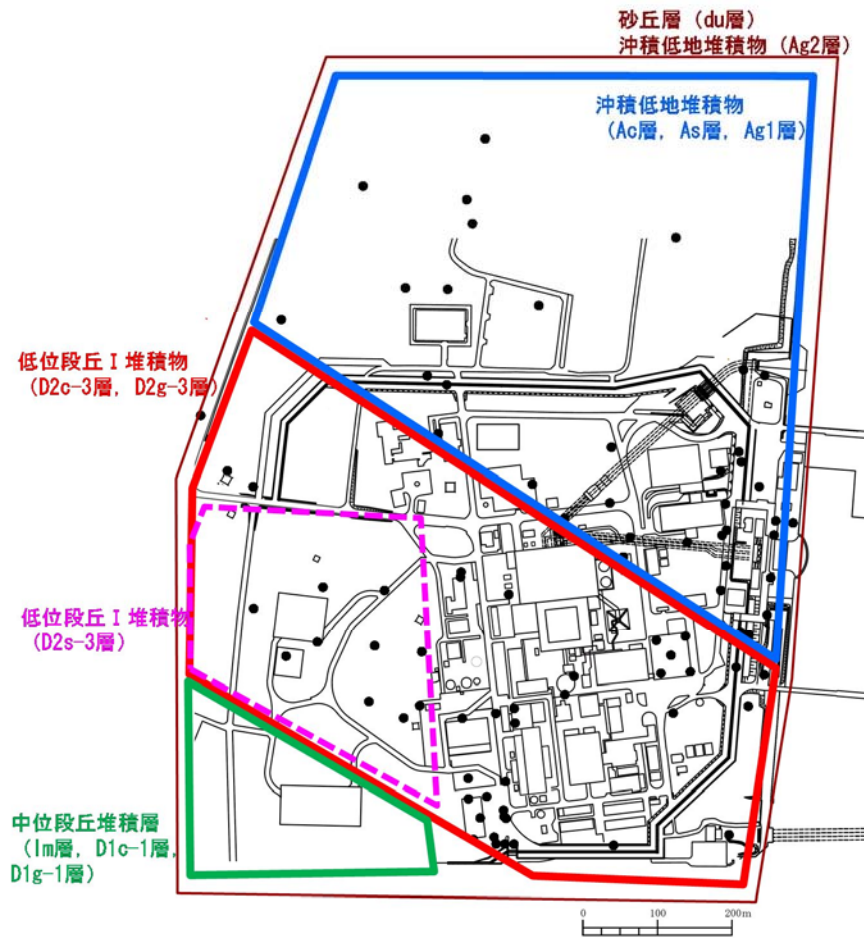 砂丘層（du層）
沖積低地堆積物（Ag2層）
沖積低地堆積物
（Ac層, As層, Ag1層）
低位段丘Ⅰ堆積物
（D2c-3層, D2g-3層）
低位段丘Ⅰ堆積物
（D2s-3層）
中位段丘堆積層
（lm層, D1c-1層,
D1g-1層）
0 100 200m